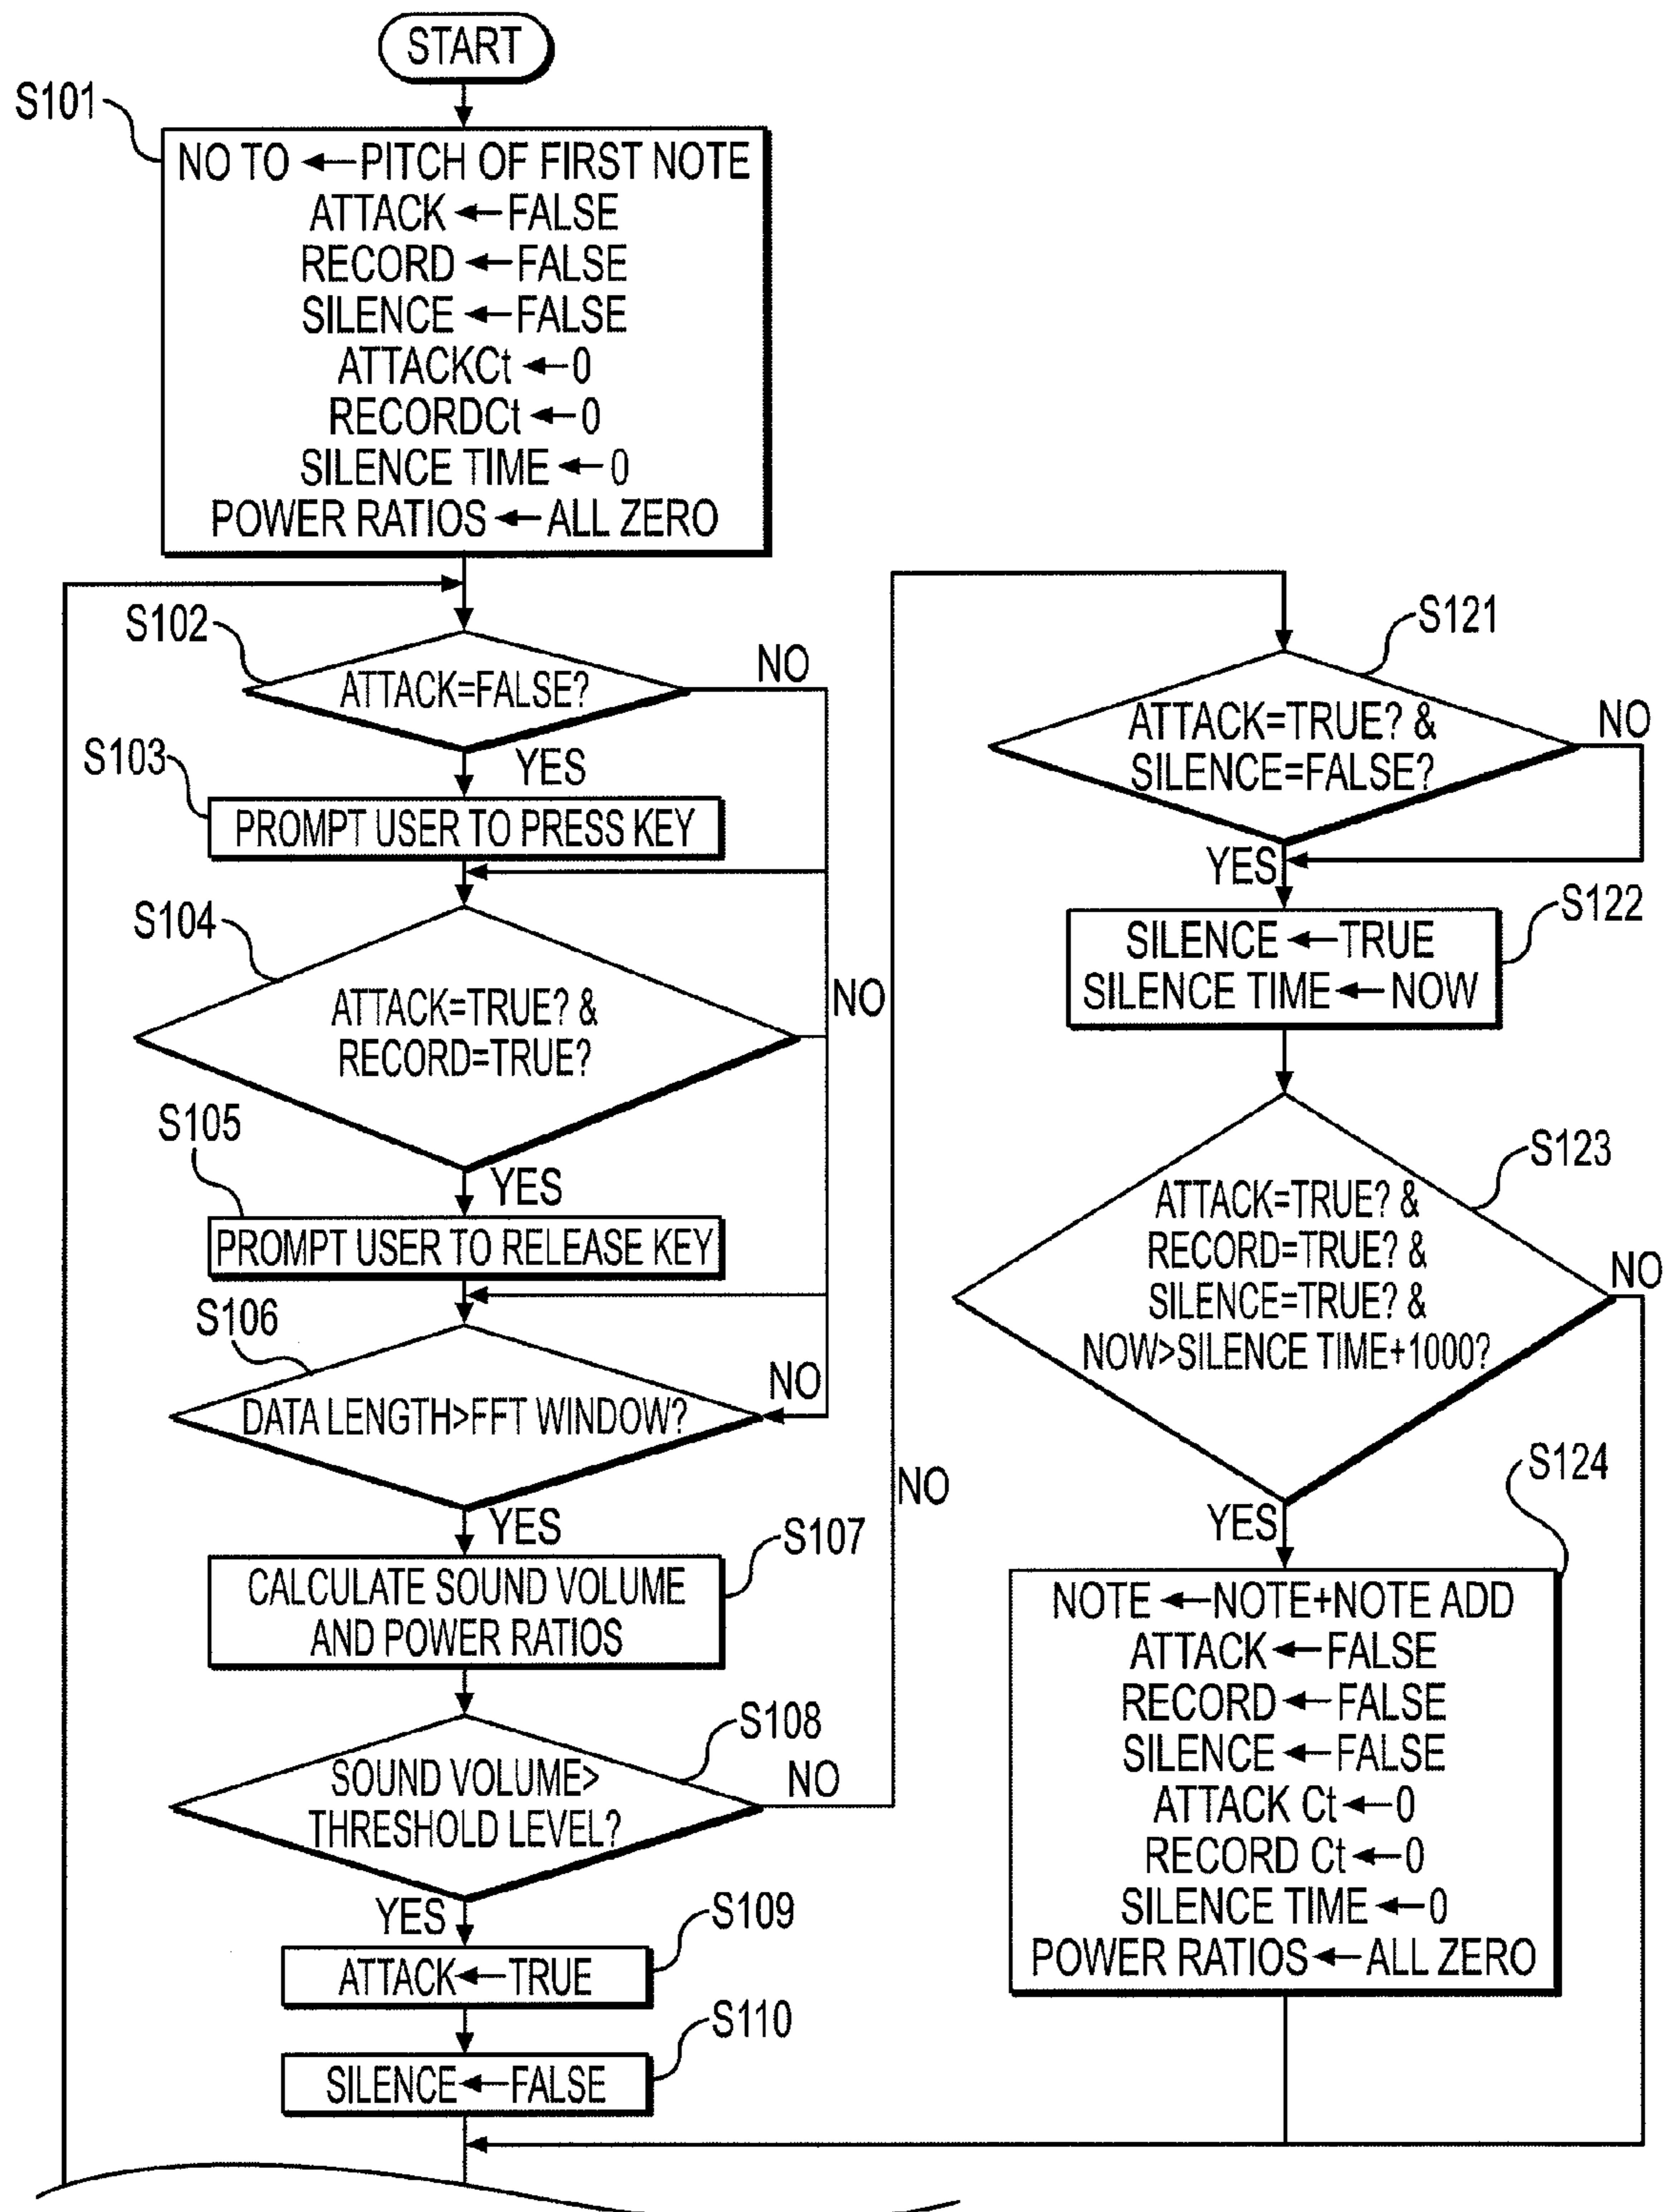 START
S101
NO TO ←PITCH OF FIRST NOTE
ATTACK ←FALSE
RECORD ←FALSE
SILENCE ←FALSE
ATTACKCt ←0
RECORDCt ←0
SILENCE TIME ←0
POWER RATIOS ←ALL ZERO
S102
ATTACK=FALSE?
NO
YES
S103
PROMPT USER TO PRESS KEY
S104
ATTACK=TRUE? &
RECORD=TRUE?
NO
YES
S105
PROMPT USER TO RELEASE KEY
S106
DATA LENGTH>FFT WINDOW?
NO
YES
S107
CALCULATE SOUND VOLUME
AND POWER RATIOS
S108
SOUND VOLUME>
THRESHOLD LEVEL?
NO
NO
YES
S109
ATTACK←TRUE
S110
SILENCE←FALSE
S121
ATTACK=TRUE? &
SILENCE=FALSE?
NO
YES
S122
SILENCE←TRUE
SILENCE TIME←NOW
S123
ATTACK=TRUE? &
RECORD=TRUE? &
SILENCE=TRUE? &
NOW>SILENCE TIME+1000?
NO
YES
S124
NOTE ←NOTE+NOTE ADD
ATTACK←FALSE
RECORD←FALSE
SILENCE ←FALSE
ATTACK Ct←0
RECORD Ct←0
SILENCE TIME←0
POWER RATIOS←ALL ZERO